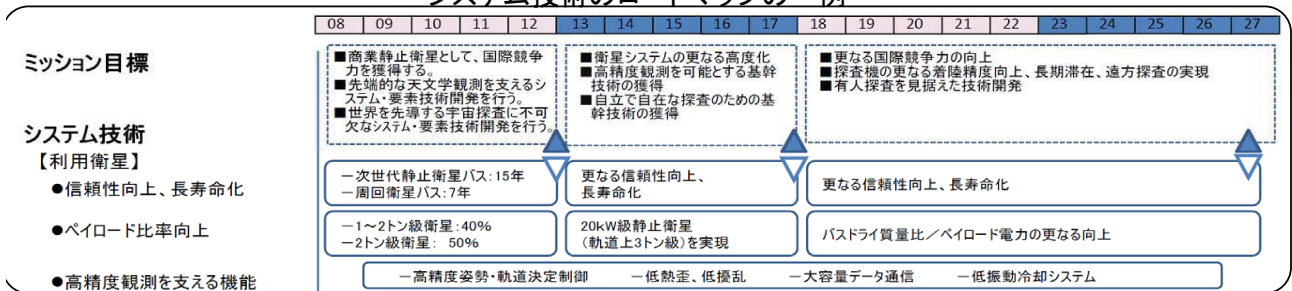 システム技術のロードマップの一例
08 09 10 11 12 13 14 15 16 17 18 19 20 21 22 23 24 25 26 27
ミッション目標
■商業静止衛星として、国際競争
力を獲得する。
■先端的な天文学観測を支えるシ
ステム・要素技術開発を行う。
■世界を先導する宇宙探査に不可
欠なシステム・要素技術開発を行う。
■衛星システムの更なる高度化
■高精度観測を可能とする基幹
技術の獲得
■自立で自在な探査のための基
幹技術の獲得
■更なる国際競争力の向上
■探査機の更なる着陸精度向上、長期滞在、遠方探査の実現
■有人探査を見据えた技術開発
システム技術
【利用衛星】
●信頼性向上、長寿命化
－次世代静止衛星バス:15年
－周回衛星バス:7年
更なる信頼性向上、
長寿命化
更なる信頼性向上、長寿命化
●ペイロード比率向上
－1～2トン級衛星:40%
－2トン級衛星: 50%
20kW級静止衛星
(軌道上3トン級)を実現
バスドライ質量比／ペイロード電力の更なる向上
●高精度観測を支える機能
－高精度姿勢・軌道決定制御 －低熱歪、低擾乱 －大容量データ通信 －低振動冷却システム